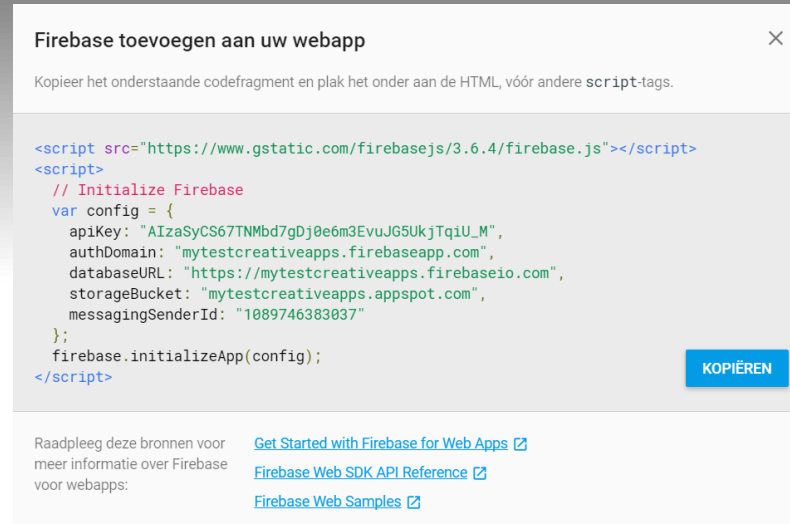 Firebase toevoegen aan uw webapp
Kopieer het onderstaande codefragment en plak het onder aan de HTML, vóór andere script-tags.
<script src="https://www.gstatic.com/firebasejs/3.6.4/firebase.js"></script>
<script>
  // Initialize Firebase
  var config = {
    apiKey: "AIzaSyCS67TNMbd7gDj0e6m3EvuJG5UkjTqiU_M",
    authDomain: "mytestcreativeapps.firebaseapp.com",
    databaseURL: "https://mytestcreativeapps.firebaseio.com",
    storageBucket: "mytestcreativeapps.appspot.com",
    messagingSenderId: "1089746383037"
  };
  firebase.initializeApp(config);
</script>
KOPIËREN
Raadpleeg deze bronnen voor
meer informatie over Firebase
voor webapps:
Get Started with Firebase for Web Apps
Firebase Web SDK API Reference
Firebase Web Samples